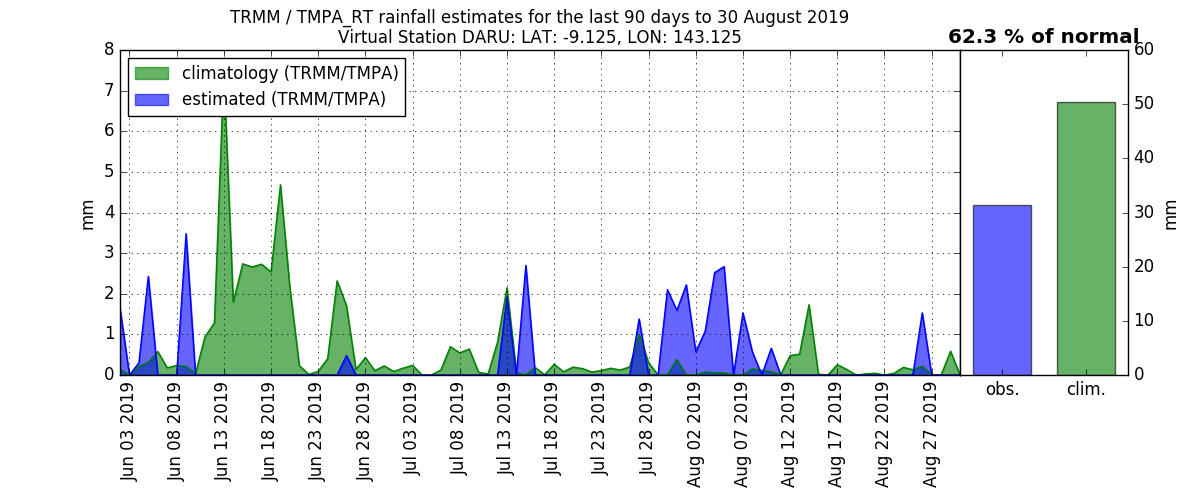 TRMM / TMPA_RT rainfall estimates for the last 90 days to 30 August 2019
Virtual Station DARU: LAT: -9.125, LON: 143.125
62.3 % of normal
climatology (TRMM/TMPA)
estimated (TRMM/TMPA)
8
7
6
5
4
3
2
1
0
mm
60
50
40
30
20
10
0
mm
Jun 03 2019
Jun 08 2019
Jun 13 2019
Jun 18 2019
Jun 23 2019
Jun 28 2019
Jul 03 2019
Jul 08 2019
Jul 13 2019
Jul 18 2019
Jul 23 2019
Jul 28 2019
Aug 02 2019
Aug 07 2019
Aug 12 2019
Aug 17 2019
Aug 22 2019
Aug 27 2019
obs.
clim.